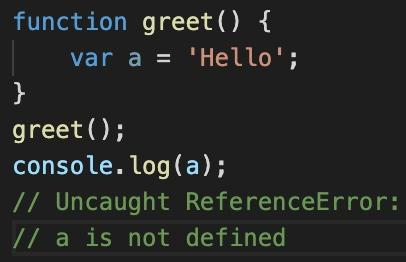 function greet() {
    var a = 'Hello';
}
greet();
console.log(a);
// Uncaught ReferenceError:
// a is not defined